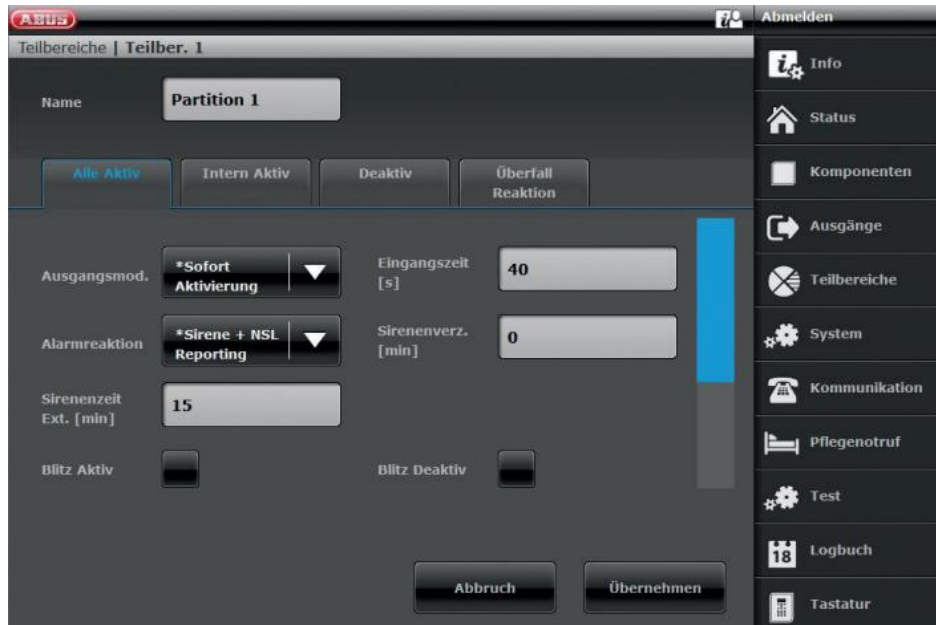 ABUS
Teilbereiche | Teilber. 1
Name
Partition 1
Alle Aktiv
Intern Aktiv
Deaktiv
Überfall
Reaktion
Ausgangsmod.
*Sofort
Aktivierung
Eingangszeit
[s]
40
Alarmreaktion
*Sirene + NSL
Reporting
Sirenenverz.
[min]
0
Sirenenzeit
Ext. [min]
15
Blitz Aktiv
Blitz Deaktiv
Abbruch
Übernehmen
Abmelden
Info
Status
Komponenten
Ausgänge
Teilbereiche
System
Kommunikation
Pflegenotruf
Test
18
Logbuch
Tastatur